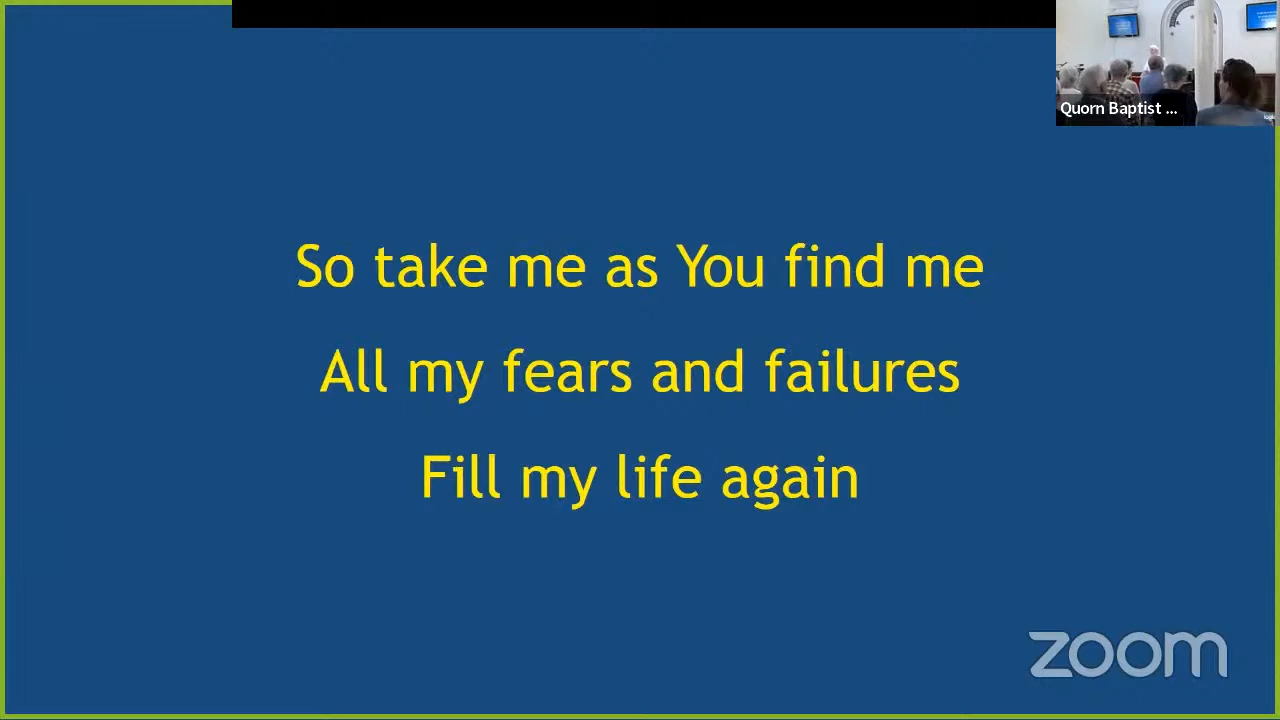 Quorn Baptist ...
So take me as You find me
All my fears and failures
Fill my life again
zoom